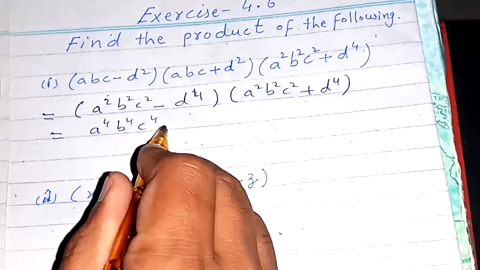 Exercise - 4.6
Find the product of the following.
(i) (abc - d²) (abc + d²) (a²b²c² + d⁴)
= (a²b²c² - d⁴) (a²b²c² + d⁴)
= a⁴b⁴c⁴
(ii) (